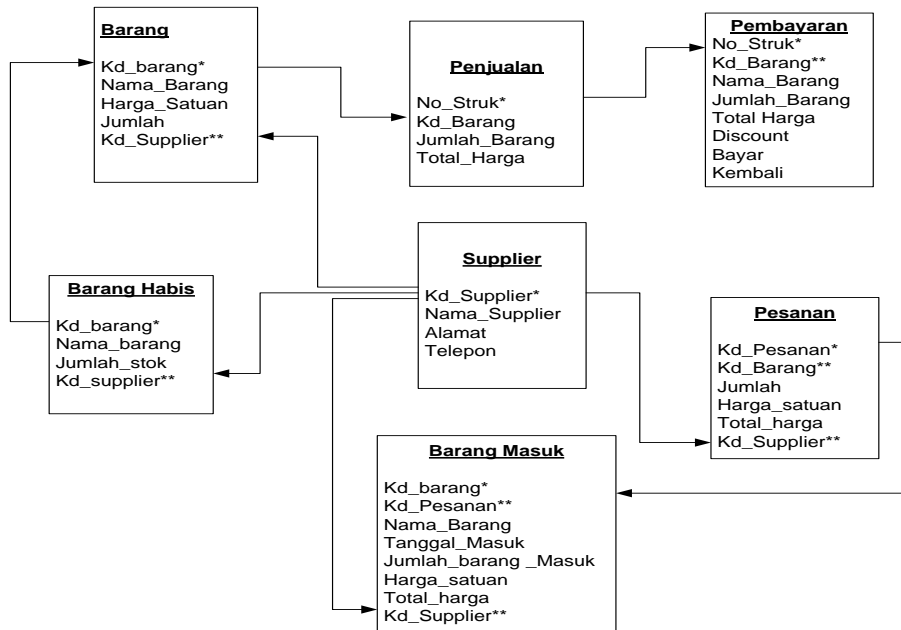 Barang
Kd_barang*
Nama_Barang
Harga_Satuan
Jumlah
Kd_Supplier**
Penjualan
No_Struk*
Kd_Barang
Jumlah_Barang
Total_Harga
Pembayaran
No_Struk*
Kd_Barang**
Nama_Barang
Jumlah_Barang
Total Harga
Discount
Bayar
Kembali
Barang Habis
Kd_barang*
Nama_barang
Jumlah_stok
Kd_supplier**
Supplier
Kd_Supplier*
Nama_Supplier
Alamat
Telepon
Pesanan
Kd_Pesanan*
Kd_Barang**
Jumlah
Harga_satuan
Total_harga
Kd_Supplier**
Barang Masuk
Kd_barang*
Kd_Pesanan**
Nama_Barang
Tanggal_Masuk
Jumlah_barang _Masuk
Harga_satuan
Total_harga
Kd_Supplier**